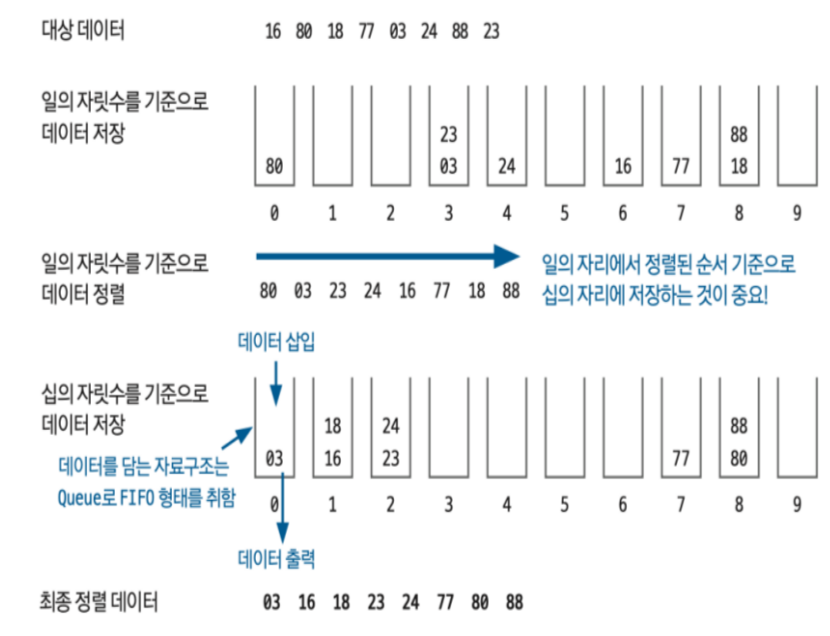 대상 데이터
16 80 18 77 03 24 88 23
일의 자릿수를 기준으로
데이터 저장
23 88
80 03 24 16 77 18
0 1 2 3 4 5 6 7 8 9
일의 자릿수를 기준으로
데이터 정렬
80 03 23 24 16 77 18 88
일의 자리에서 정렬된 순서 기준으로
십의 자리에 저장하는 것이 중요!
데이터 삽입
십의 자릿수를 기준으로
데이터 저장
데이터를 담는 자료구조는
Queue로 FIFO 형태를 취함
18 24 88
03 16 23 77 80
0 1 2 3 4 5 6 7 8 9
데이터 출력
최종 정렬 데이터
03 16 18 23 24 77 80 88